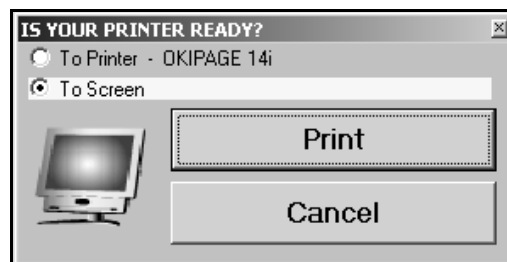 IS YOUR PRINTER READY?
To Printer - OKIPAGE 14i
To Screen
Print
Cancel